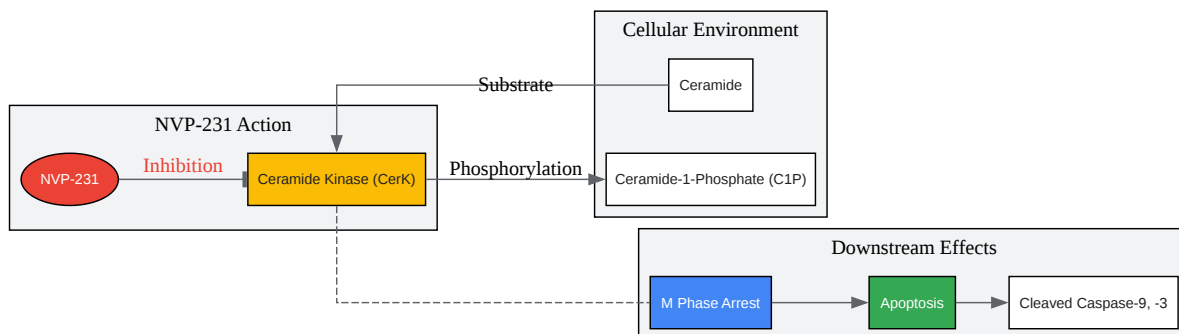 Cellular Environment
Ceramide
Substrate
NVP-231 Action
NVP-231
Inhibition
Ceramide Kinase (CerK)
Phosphorylation
Ceramide-1-Phosphate (C1P)
Downstream Effects
M Phase Arrest
Apoptosis
Cleaved Caspase-9, -3